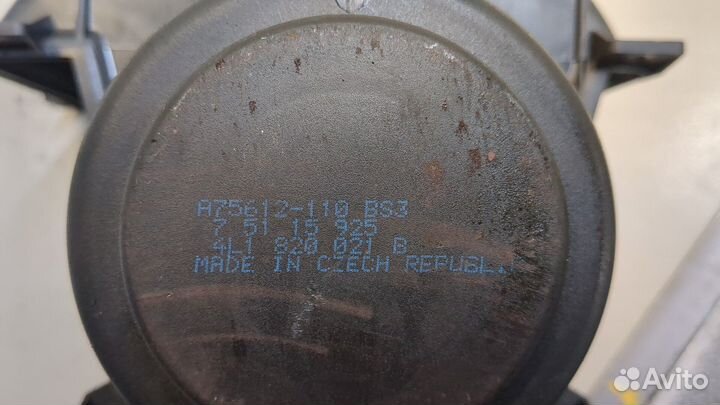 A75612-110 BS3
7 51 15 925
4L1 820 021 B
MADE IN CZECH REPUBL.
Avito